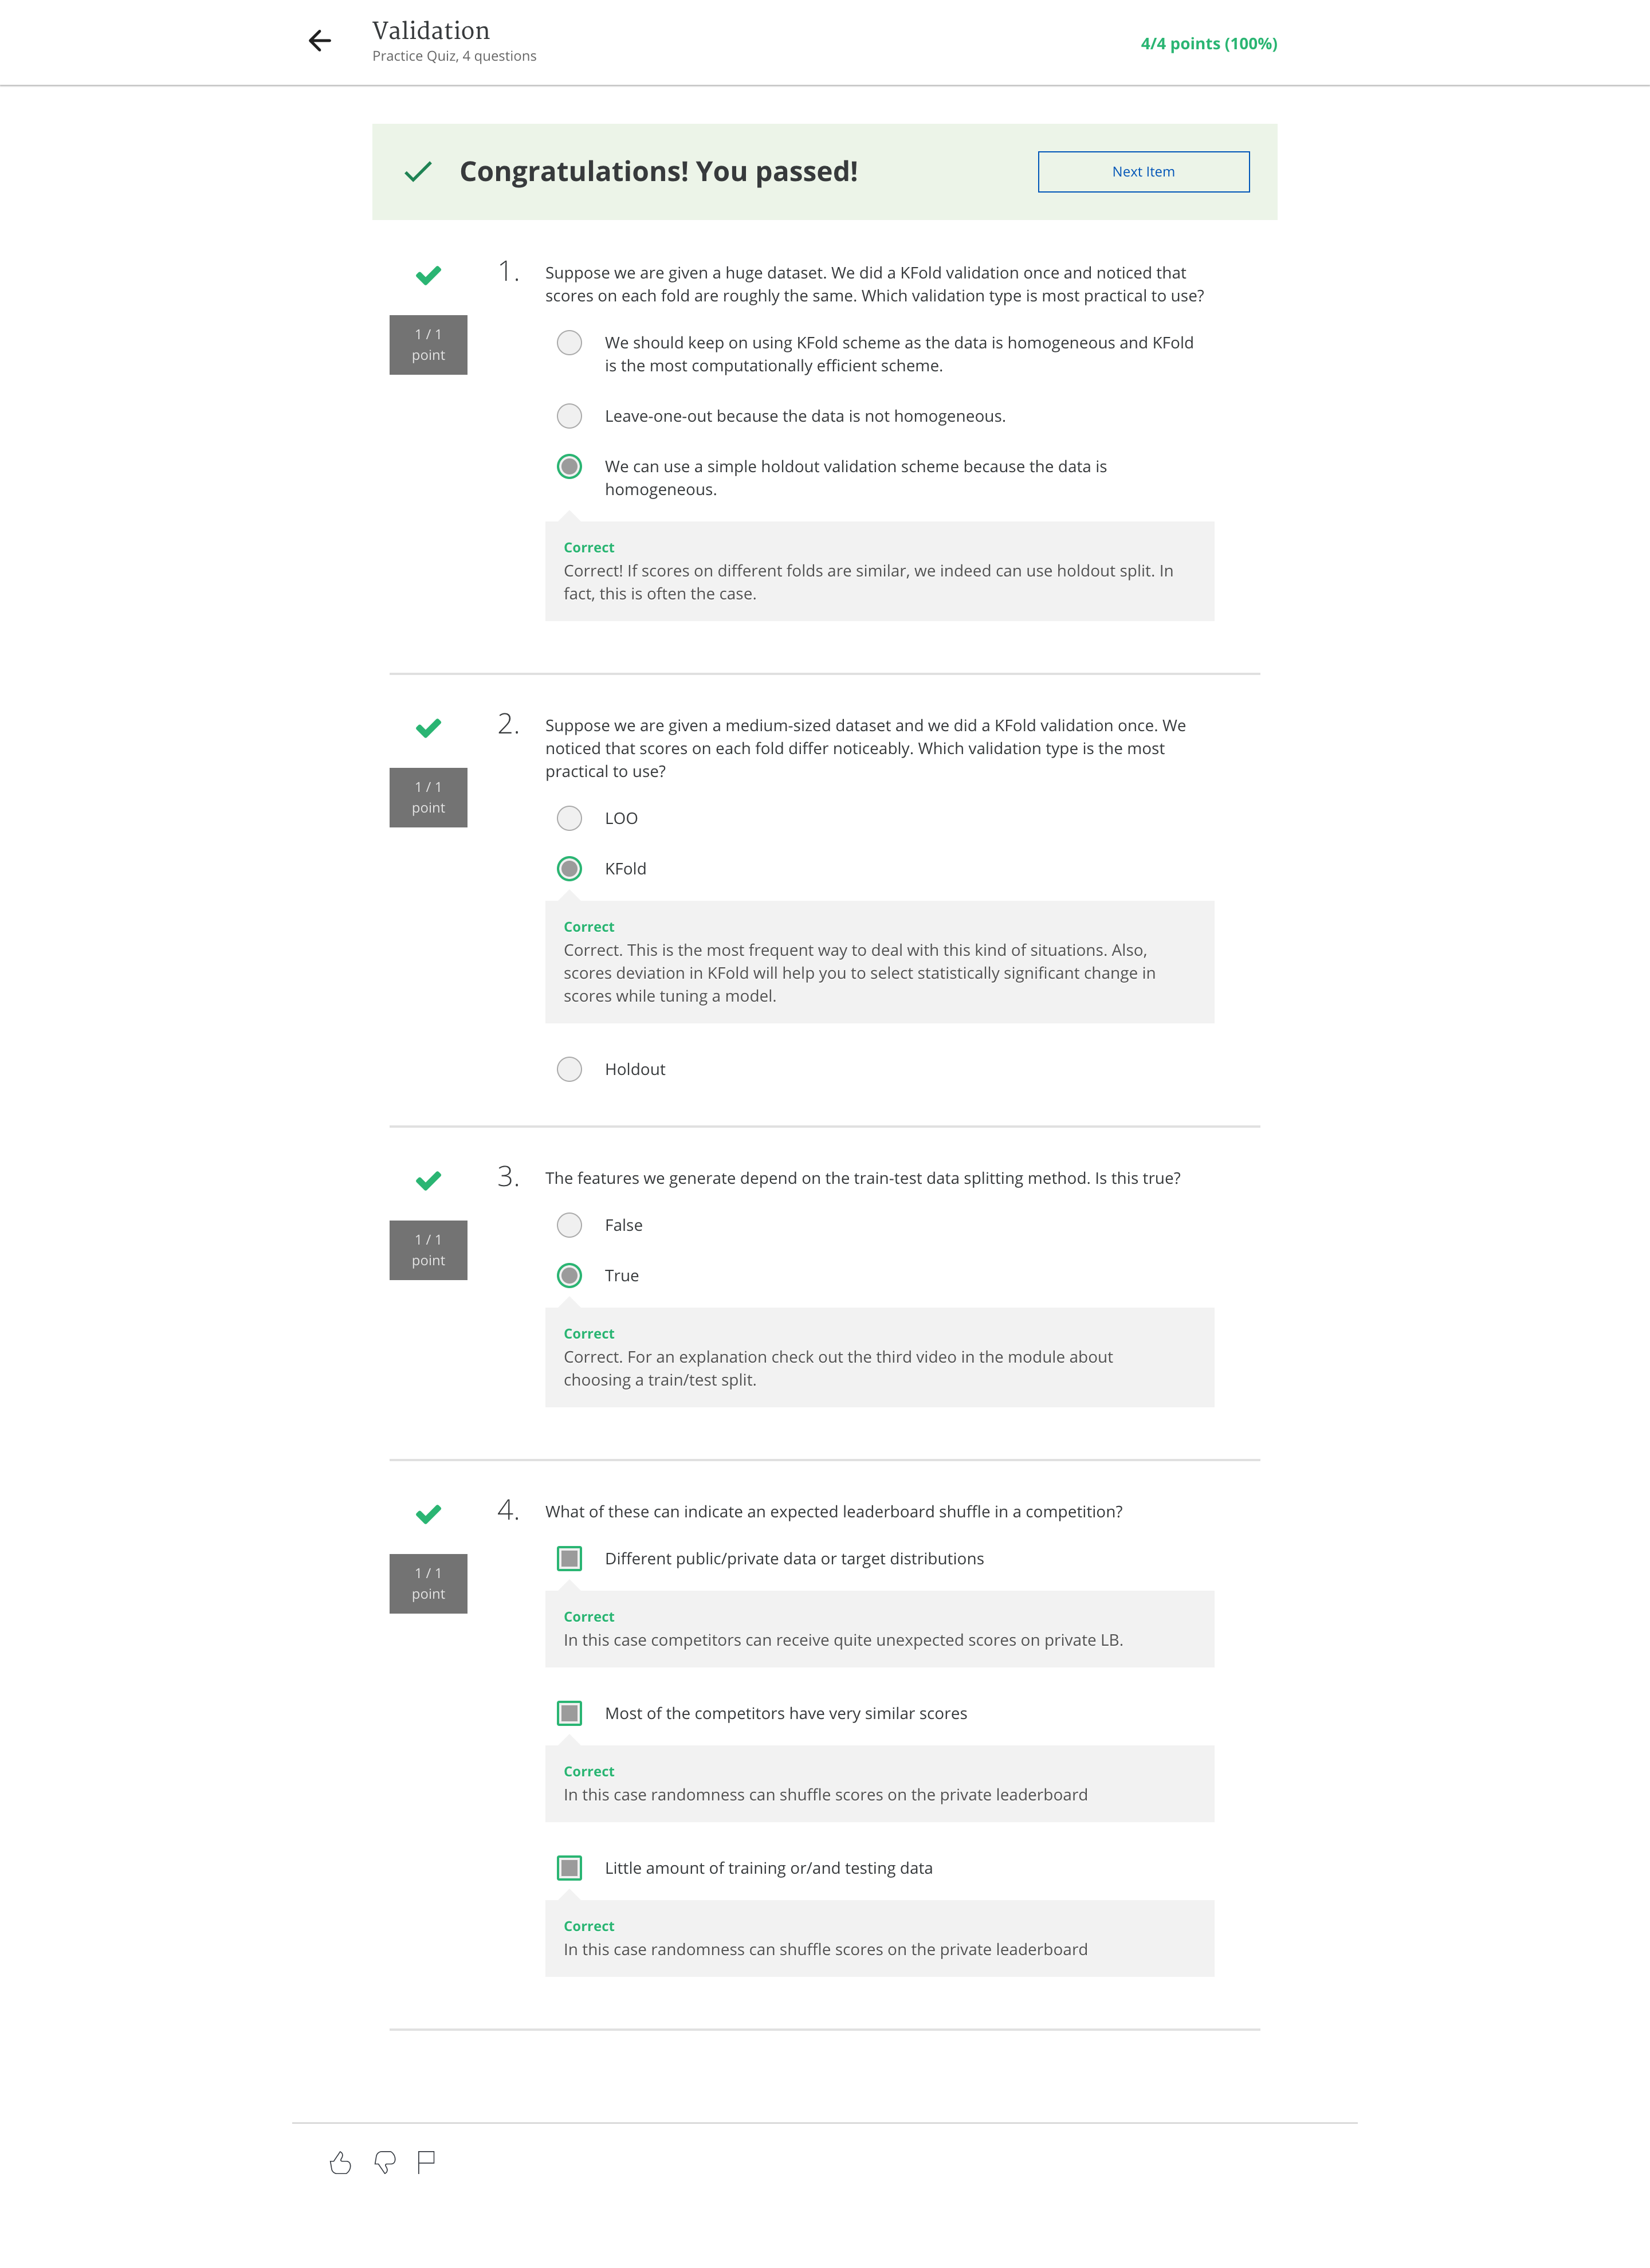 Validation
Practice Quiz, 4 questions
4/4 points (100%)
Congratulations! You passed!
Next Item
1.
Suppose we are given a huge dataset. We did a KFold validation once and noticed that
scores on each fold are roughly the same. Which validation type is most practical to use?
1 / 1
point
We should keep on using KFold scheme as the data is homogeneous and KFold
is the most computationally efficient scheme.
Leave-one-out because the data is not homogeneous.
We can use a simple holdout validation scheme because the data is
homogeneous.
Correct
Correct! If scores on different folds are similar, we indeed can use holdout split. In
fact, this is often the case.
2.
Suppose we are given a medium-sized dataset and we did a KFold validation once. We
noticed that scores on each fold differ noticeably. Which validation type is the most
practical to use?
1 / 1
point
LOO
KFold
Correct
Correct. This is the most frequent way to deal with this kind of situations. Also,
scores deviation in KFold will help you to select statistically significant change in
scores while tuning a model.
Holdout
3.
The features we generate depend on the train-test data splitting method. Is this true?
1 / 1
point
False
True
Correct
Correct. For an explanation check out the third video in the module about
choosing a train/test split.
4.
What of these can indicate an expected leaderboard shuffle in a competition?
1 / 1
point
Different public/private data or target distributions
Correct
In this case competitors can receive quite unexpected scores on private LB.
Most of the competitors have very similar scores
Correct
In this case randomness can shuffle scores on the private leaderboard
Little amount of training or/and testing data
Correct
In this case randomness can shuffle scores on the private leaderboard